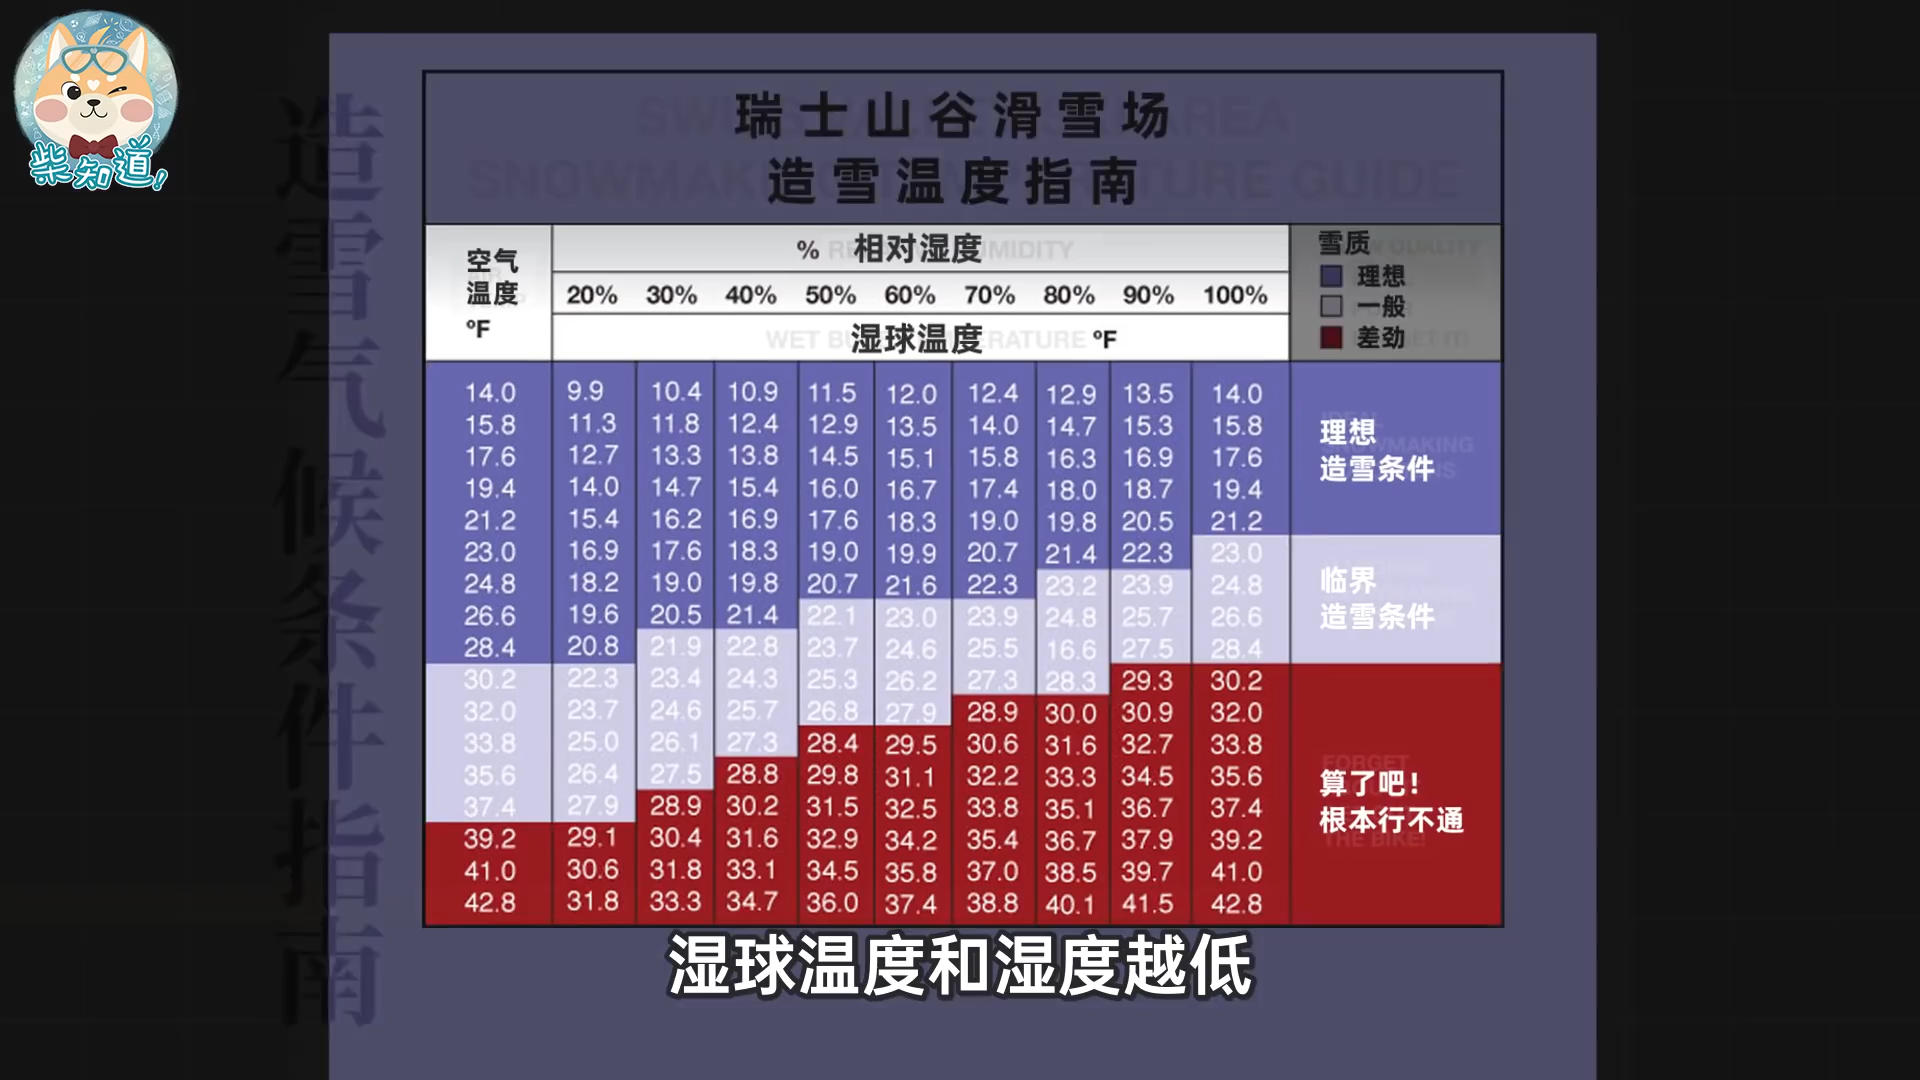 柴知道!
造雪气候条件指南
SWISS VALLEY SKI AREA
SNOWMAKING TEMPERATURE GUIDE
瑞士山谷滑雪场
造雪温度指南
空气
温度
°F
% 相对湿度
20% 30% 40% 50% 60% 70% 80% 90% 100%
湿球温度 °F
雪质
理想
一般
差劲
14.0 9.9 10.4 10.9 11.5 12.0 12.4 12.9 13.5 14.0
15.8 11.3 11.8 12.4 12.9 13.5 14.0 14.7 15.3 15.8
17.6 12.7 13.3 13.8 14.5 15.1 15.8 16.3 16.9 17.6
19.4 14.0 14.7 15.4 16.0 16.7 17.4 18.0 18.7 19.4
21.2 15.4 16.2 16.9 17.6 18.3 19.0 19.8 20.5 21.2
23.0 16.9 17.6 18.3 19.0 19.9 20.7 21.4 22.3 23.0
24.8 18.2 19.0 19.8 20.7 21.6 22.3 23.2 23.9 24.8
26.6 19.6 20.5 21.4 22.1 23.0 23.9 24.8 25.7 26.6
28.4 20.8 21.9 22.8 23.7 24.6 25.5 16.6 27.5 28.4
30.2 22.3 23.4 24.3 25.3 26.2 27.3 28.3 29.3 30.2
32.0 23.7 24.6 25.7 26.8 27.9 28.9 30.0 30.9 32.0
33.8 25.0 26.1 27.3 28.4 29.5 30.6 31.6 32.7 33.8
35.6 26.4 27.5 28.8 29.8 31.1 32.2 33.3 34.5 35.6
37.4 27.9 28.9 30.2 31.5 32.5 33.8 35.1 36.7 37.4
39.2 29.1 30.4 31.6 32.9 34.2 35.4 36.7 37.9 39.2
41.0 30.6 31.8 33.1 34.5 35.8 37.0 38.5 39.7 41.0
42.8 31.8 33.3 34.7 36.0 37.4 38.8 40.1 41.5 42.8
理想
造雪条件
临界
造雪条件
算了吧!
根本行不通
湿球温度和湿度越低